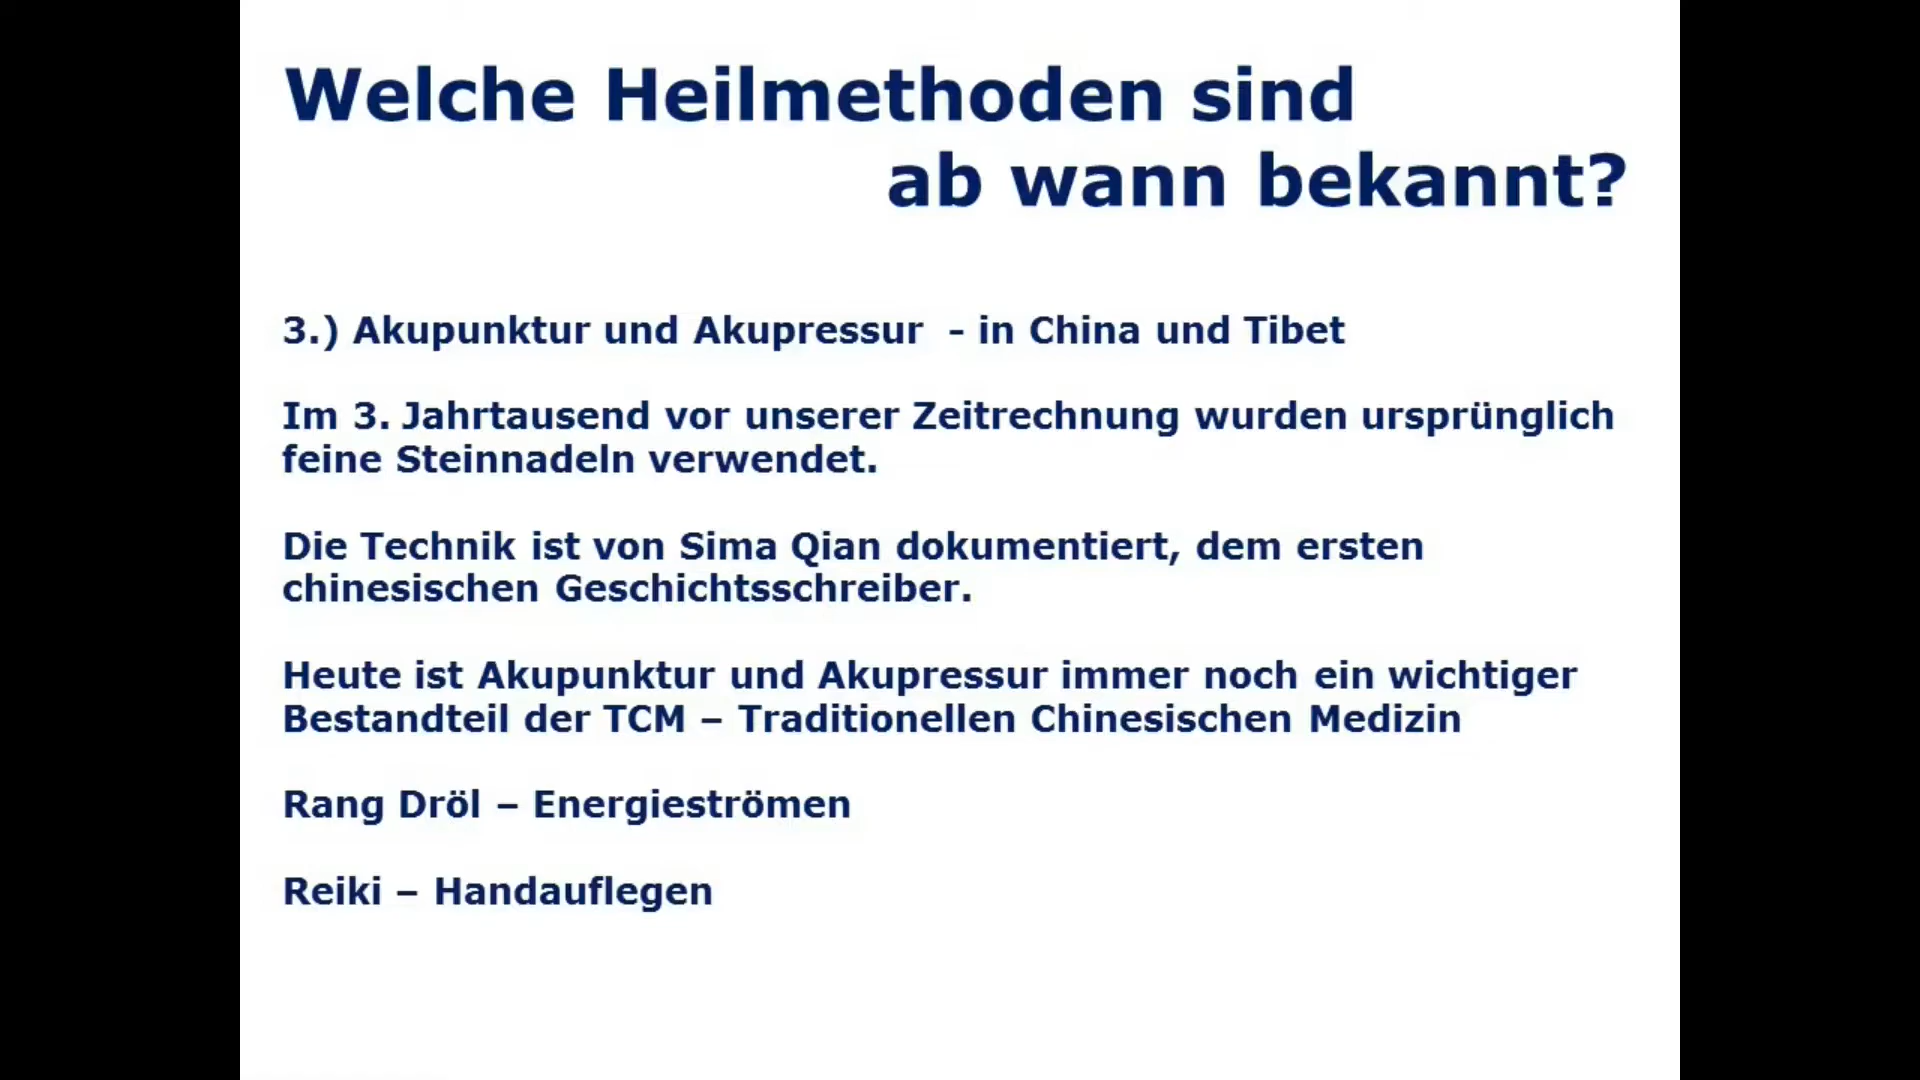 Welche Heilmethoden sind
ab wann bekannt?
3.) Akupunktur und Akupressur - in China und Tibet
Im 3. Jahrtausend vor unserer Zeitrechnung wurden ursprünglich
feine Steinnadeln verwendet.
Die Technik ist von Sima Qian dokumentiert, dem ersten
chinesischen Geschichtsschreiber.
Heute ist Akupunktur und Akupressur immer noch ein wichtiger
Bestandteil der TCM – Traditionellen Chinesischen Medizin
Rang Dröl – Energieströmen
Reiki – Handauflegen